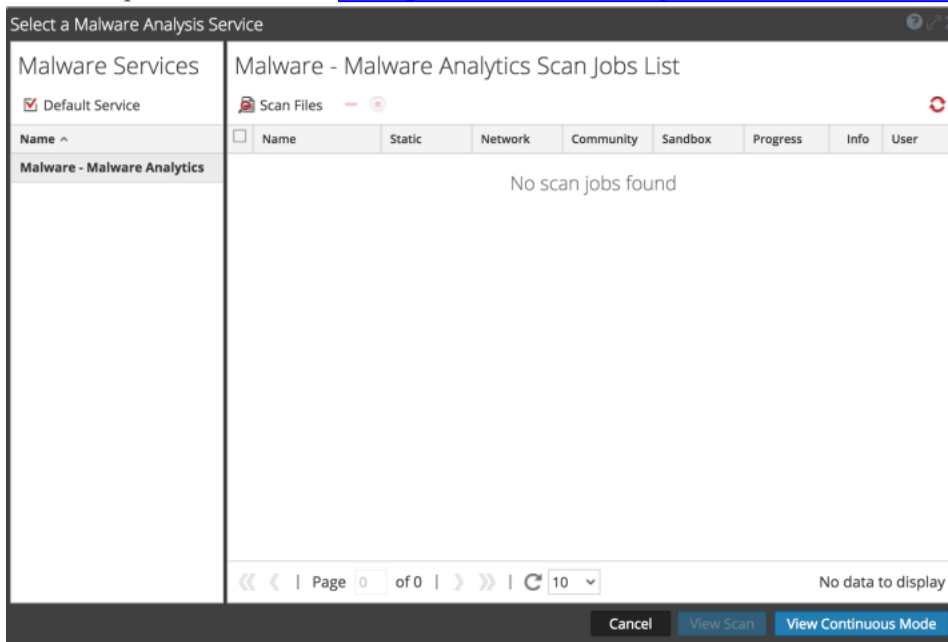 Select a Malware Analysis Service
Malware Services
Default Service
Name
Malware - Malware Analytics
Malware - Malware Analytics Scan Jobs List
Scan Files
Name Static Network Community Sandbox Progress Info User
No scan jobs found
Page 0 of 0 10 No data to display
Cancel View Scan View Continuous Mode